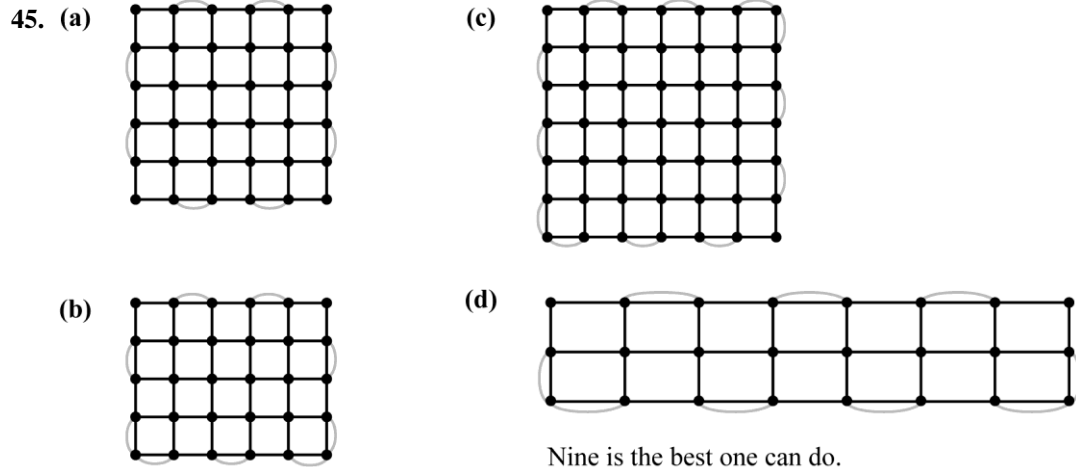 45. (a)
(c)
(b)
(d)
Nine is the best one can do.